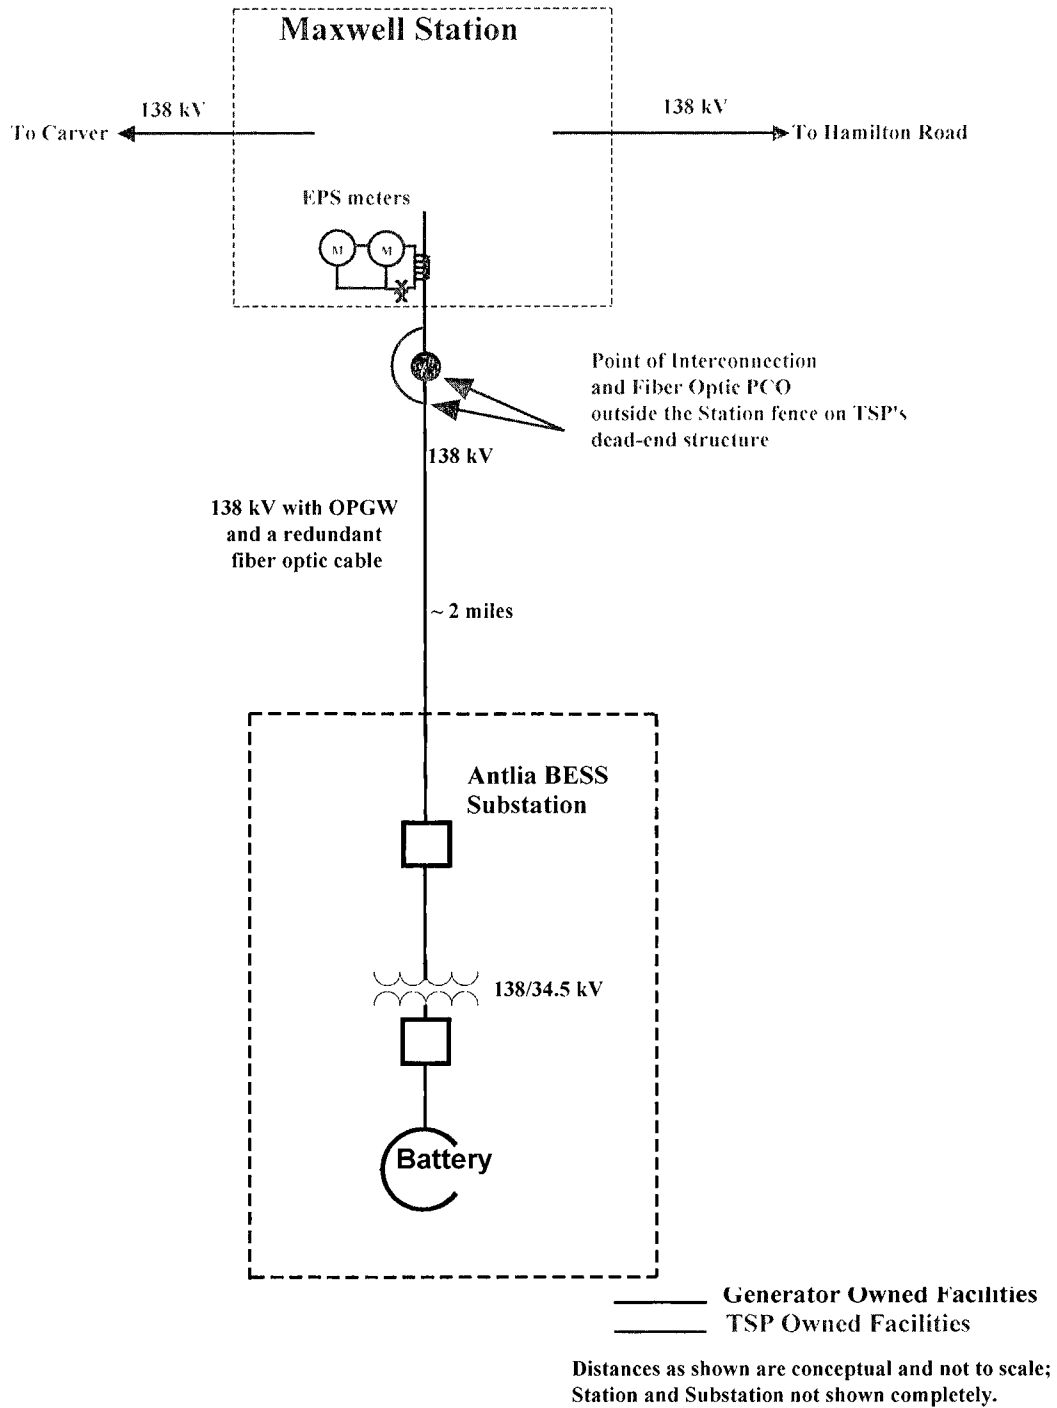 Maxwell Station
138 kV
138 kV
To Carver
To Hamilton Road
EPS meters
M
M
Point of Interconnection
and Fiber Optic PCO
outside the Station fence on TSP's
dead-end structure
138 kV
138 kV with OPGW
and a redundant
fiber optic cable
~ 2 miles
Antlia BESS
Substation
138/34.5 kV
Battery
Generator Owned Facilities
TSP Owned Facilities
Distances as shown are conceptual and not to scale;
Station and Substation not shown completely.